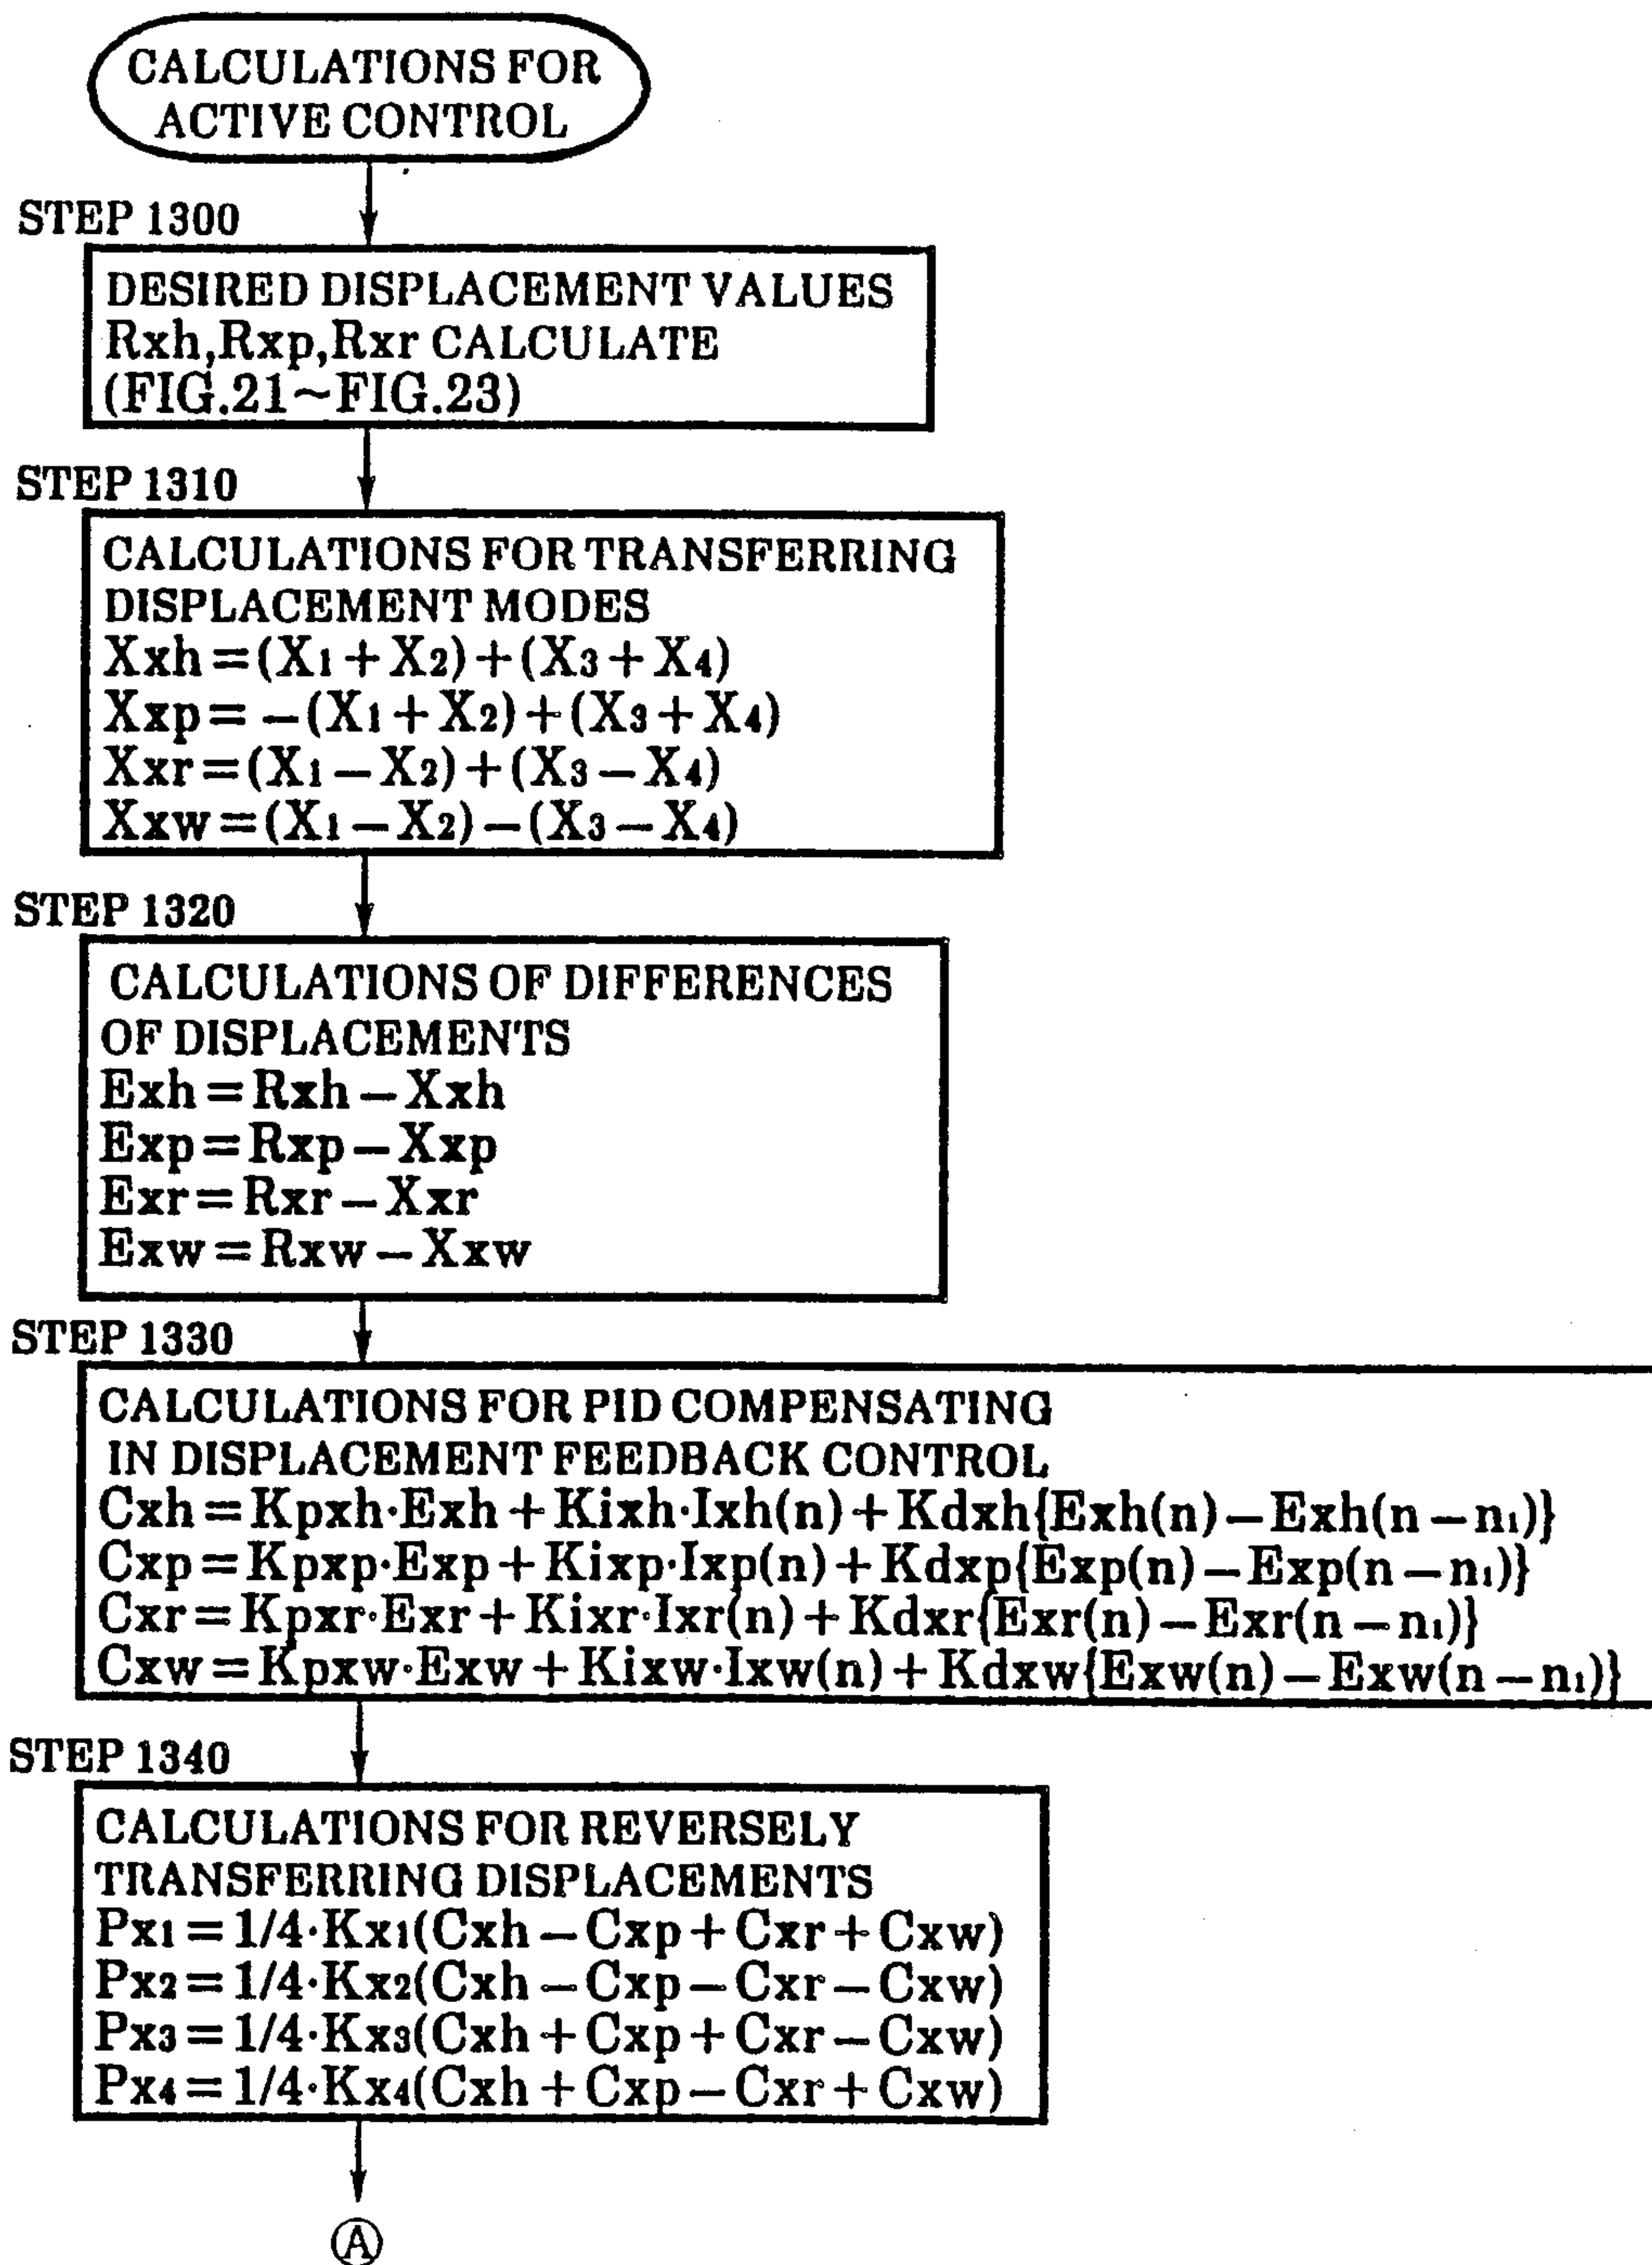 CALCULATIONS FOR
ACTIVE CONTROL
STEP 1300
DESIRED DISPLACEMENT VALUES
Rxh,Rxp,Rxr CALCULATE
(FIG.21~FIG.23)
STEP 1310
CALCULATIONS FOR TRANSFERRING
DISPLACEMENT MODES
Xxh=(X1+X2)+(X3+X4)
Xxp=-(X1+X2)+(X3+X4)
Xxr=(X1-X2)+(X3-X4)
Xxw=(X1-X2)-(X3-X4)
STEP 1320
CALCULATIONS OF DIFFERENCES
OF DISPLACEMENTS
Exh=Rxh-Xxh
Exp=Rxp-Xxp
Exr=Rxr-Xxr
Exw=Rxw-Xxw
STEP 1330
CALCULATIONS FOR PID COMPENSATING
IN DISPLACEMENT FEEDBACK CONTROL
Cxh=Kpxh·Exh+Kixh·Ixh(n)+Kdxh{Exh(n)-Exh(n-n1)}
Cxp=Kpxp·Exp+Kixp·Ixp(n)+Kdxp{Exp(n)-Exp(n-n1)}
Cxr=Kpxr·Exr+Kixr·Ixr(n)+Kdxr{Exr(n)-Exr(n-n1)}
Cxw=Kpxw·Exw+Kixw·Ixw(n)+Kdxw{Exw(n)-Exw(n-n1)}
STEP 1340
CALCULATIONS FOR REVERSELY
TRANSFERRING DISPLACEMENTS
Px1=1/4·Kx1(Cxh-Cxp+Cxr+Cxw)
Px2=1/4·Kx2(Cxh-Cxp-Cxr-Cxw)
Px3=1/4·Kx3(Cxh+Cxp+Cxr-Cxw)
Px4=1/4·Kx4(Cxh+Cxp-Cxr+Cxw)
A